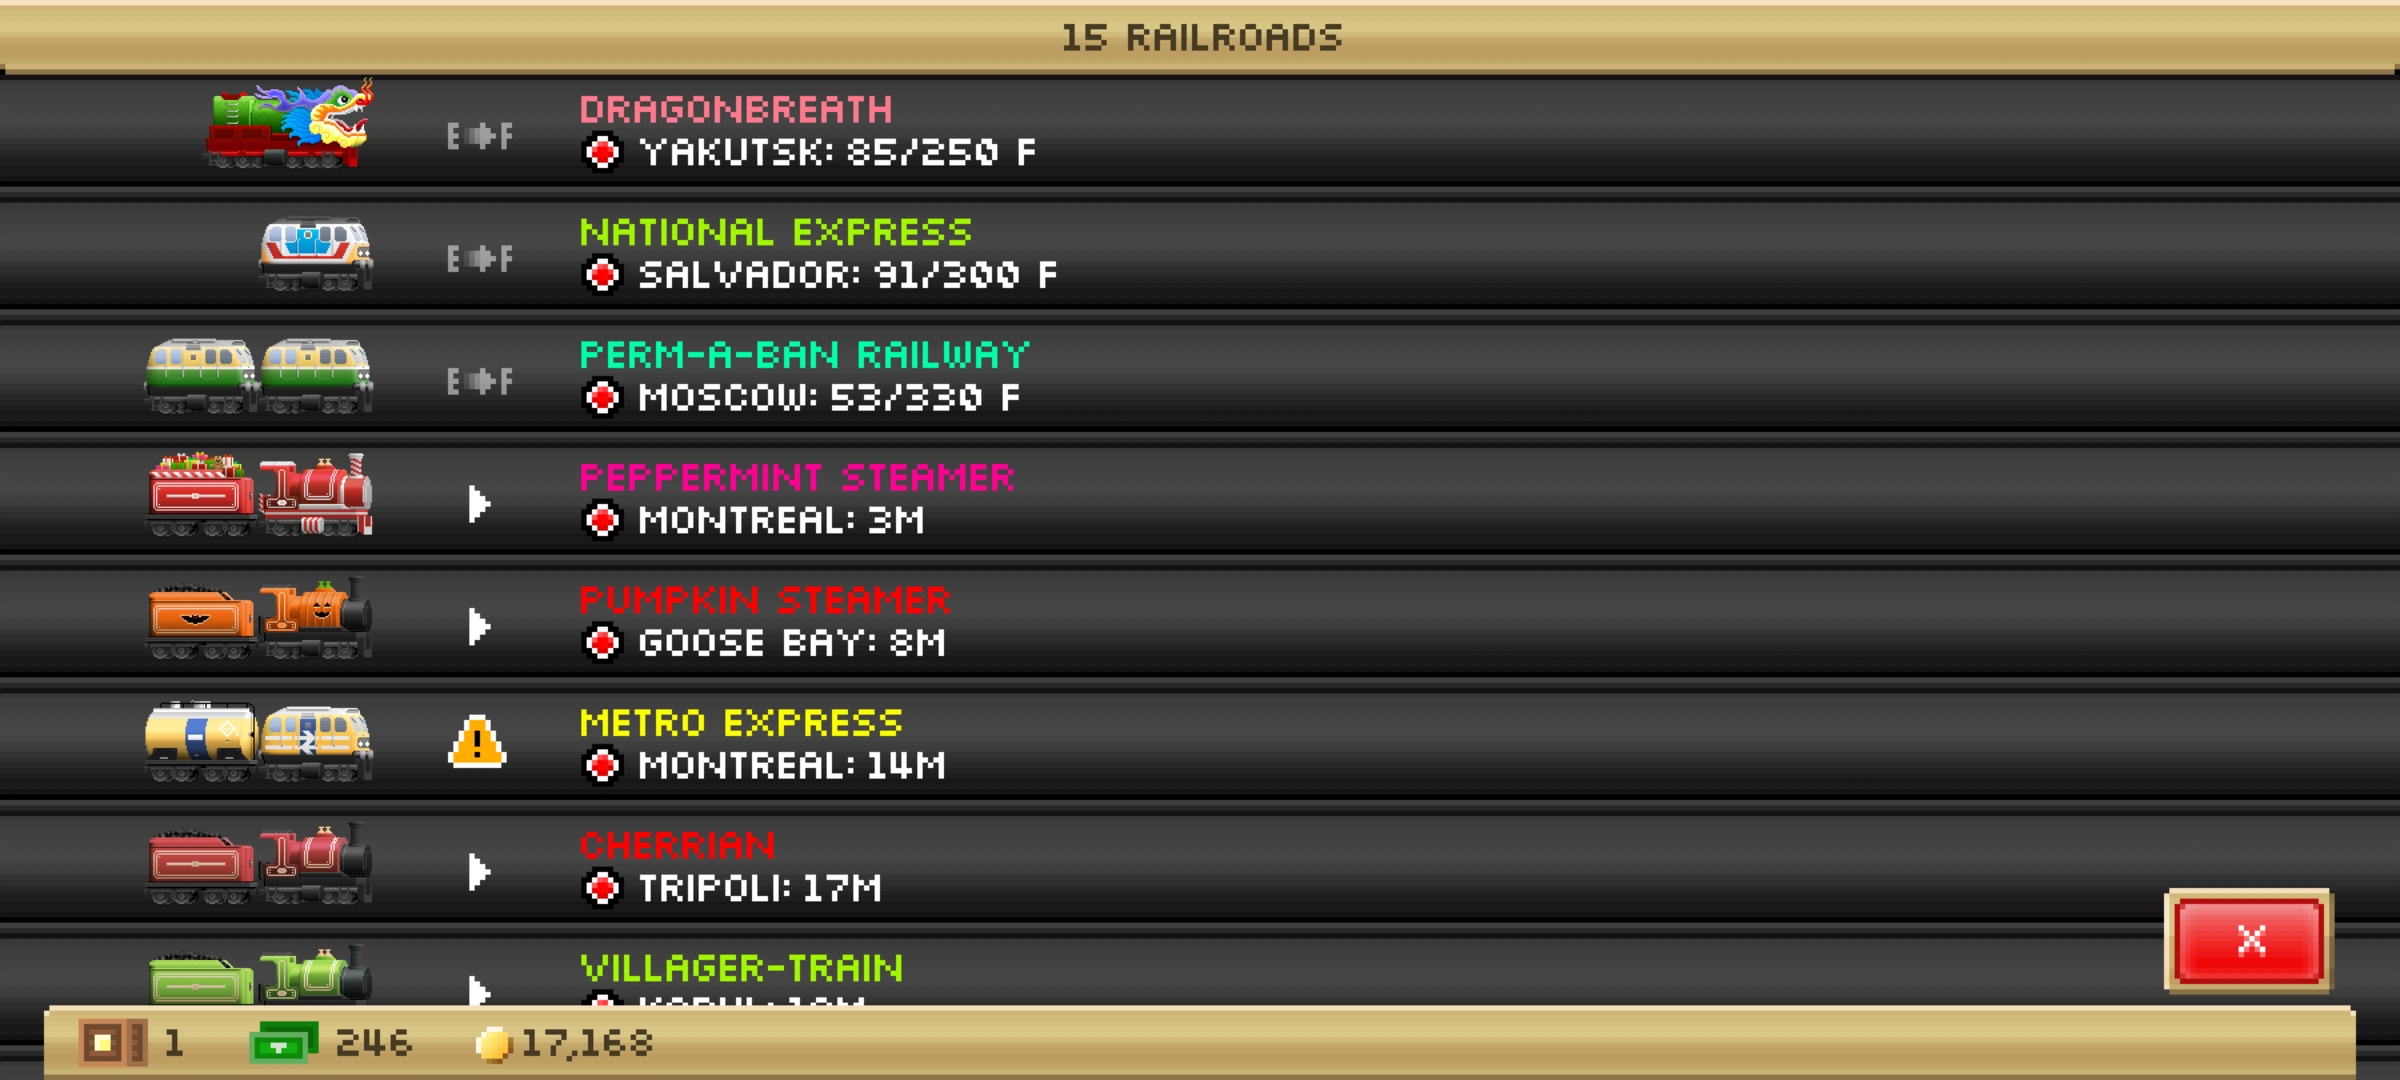 15 RAILROADS
DRAGONBREATH
E F
YAKUTSK: 85/250 F
NATIONAL EXPRESS
E F
SALVADOR: 91/300 F
PERM-A-BAN RAILWAY
E F
MOSCOW: 53/330 F
PEPPERMINT STEAMER
MONTREAL: 3M
PUMPKIN STEAMER
GOOSE BAY: 8M
METRO EXPRESS
!
MONTREAL: 14M
CHERRIAN
TRIPOLI: 17M
VILLAGER-TRAIN
X
1 246 17,168